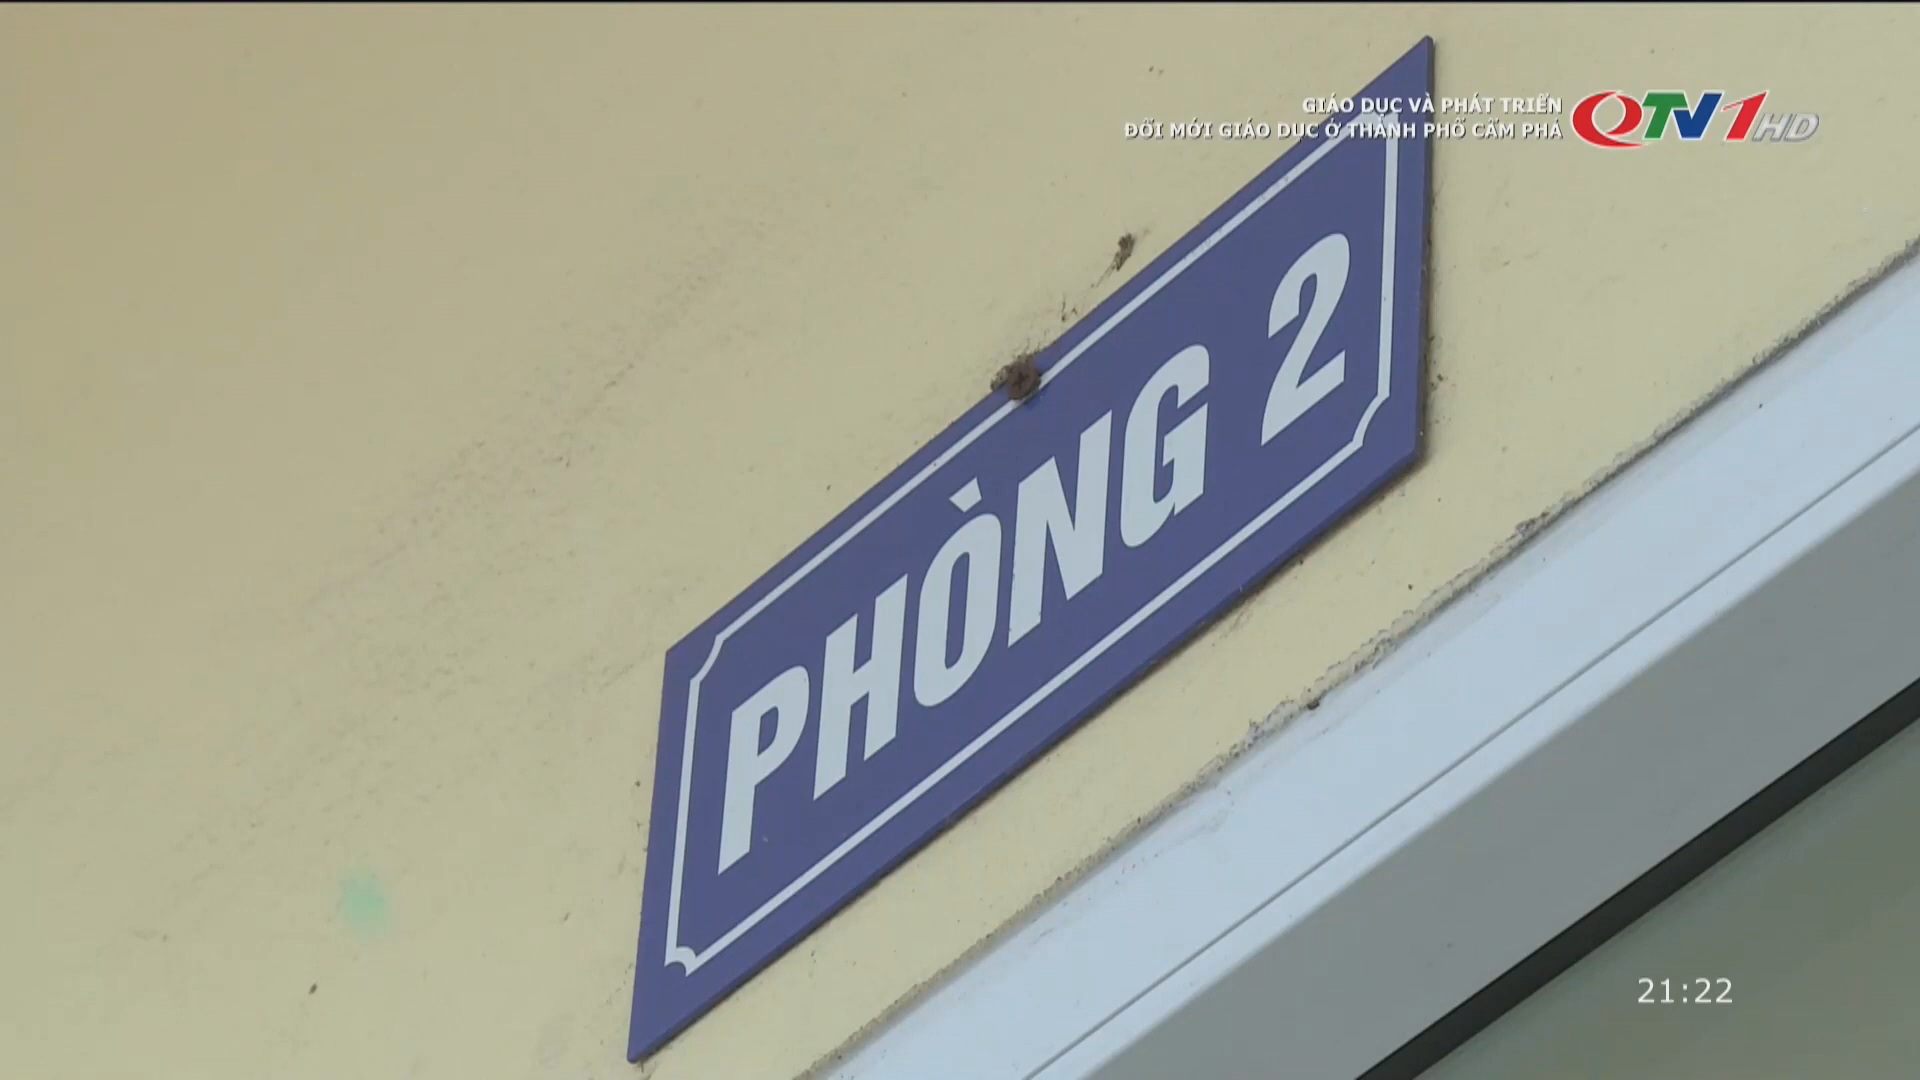 GIÁO DỤC VÀ PHÁT TRIỂN
ĐỔI MỚI GIÁO DỤC Ở THÀNH PHỐ CẨM PHẢ
QTV1HD
PHÒNG 2
21:22